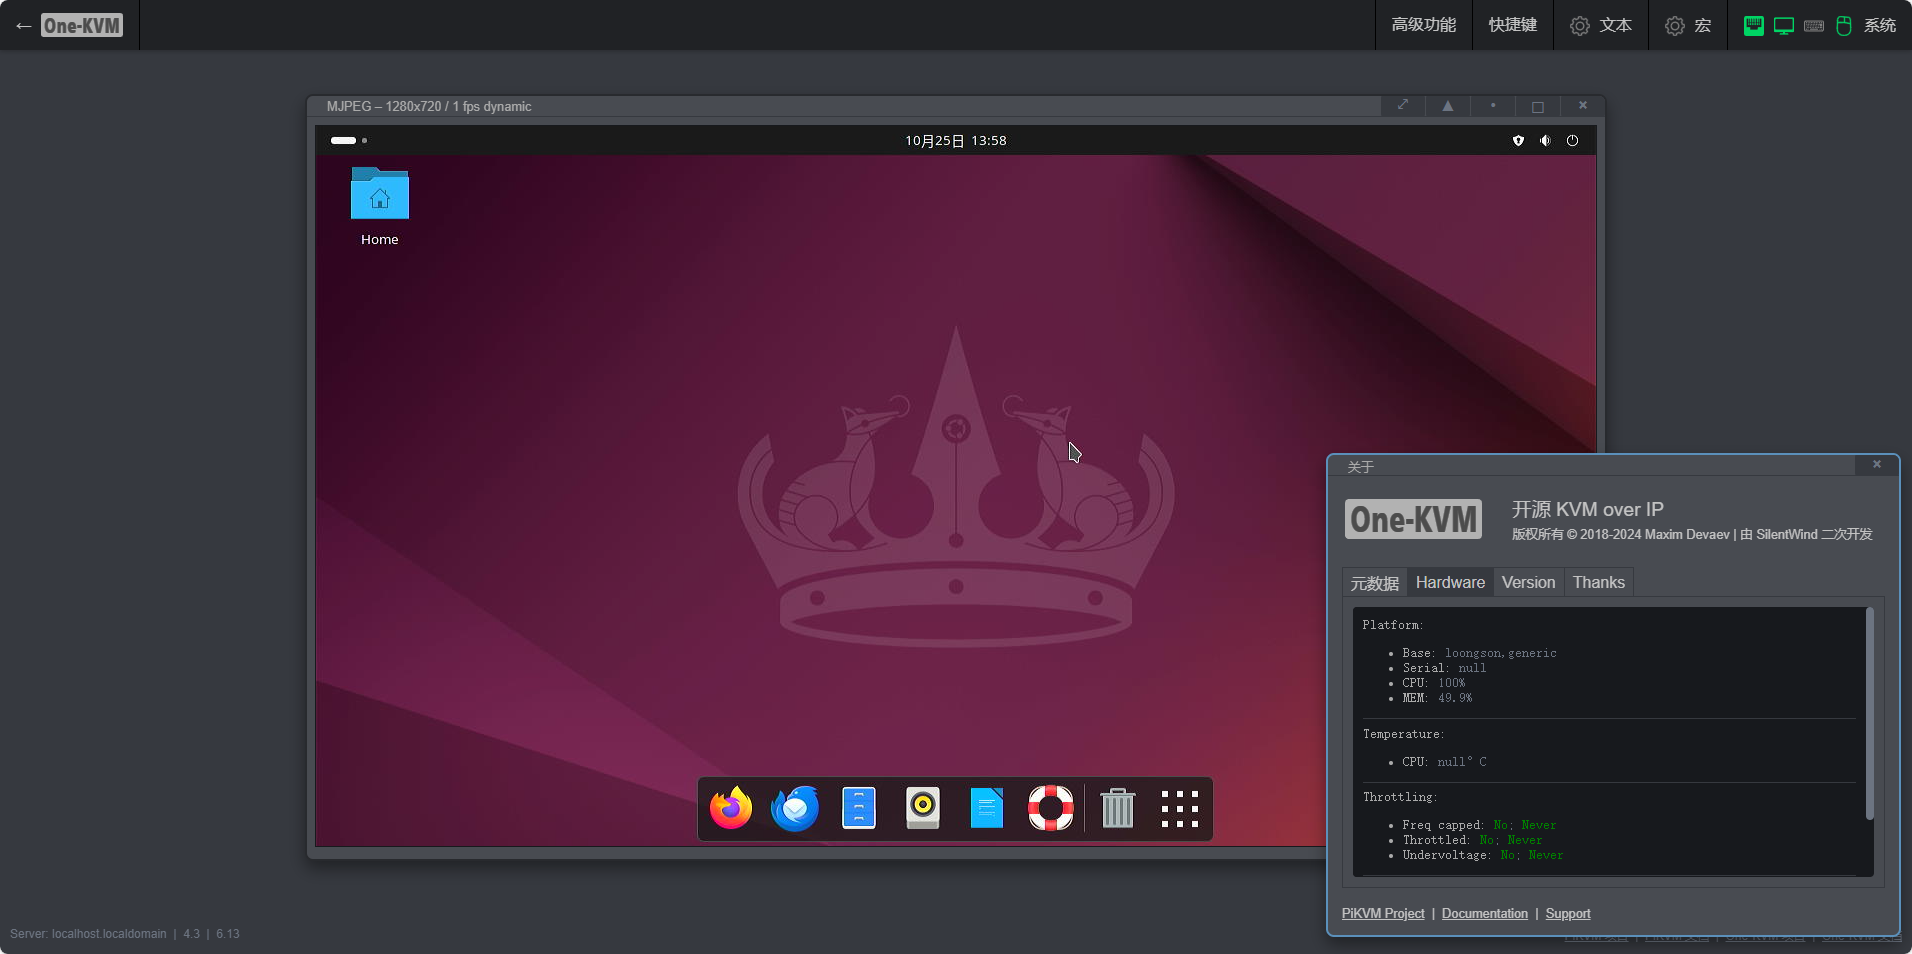 ← One-KVM
高级功能
快捷键
文本
宏
系统
MJPEG – 1280x720 / 1 fps dynamic
10月25日 13:58
Home
关于
One-KVM
开源 KVM over IP
版权所有 © 2018-2024 Maxim Devaev | 由 SilentWind 二次开发
元数据 Hardware Version Thanks
Platform:
• Base: loongson,generic
• Serial: null
• CPU: 100%
• MEM: 49.9%
Temperature:
• CPU: null°C
Throttling:
• Freq capped: No; Never
• Throttled: No; Never
• Undervoltage: No; Never
PiKVM Project | Documentation | Support
Server: localhost.localdomain | 4.3 | 6.13